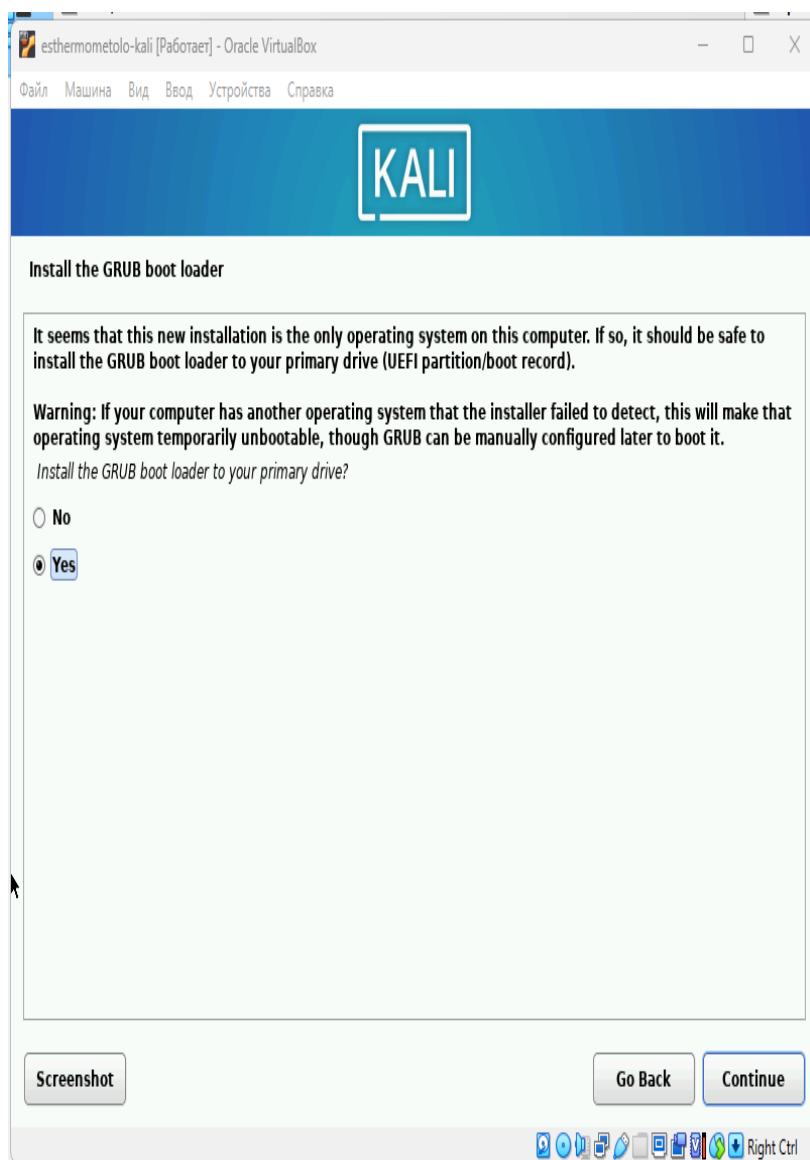 esthermometolo-kali [Работает] - Oracle VirtualBox
Файл Машина Вид Ввод Устройства Справка
KALI
Install the GRUB boot loader
It seems that this new installation is the only operating system on this computer. If so, it should be safe to
install the GRUB boot loader to your primary drive (UEFI partition/boot record).
Warning: If your computer has another operating system that the installer failed to detect, this will make that
operating system temporarily unbootable, though GRUB can be manually configured later to boot it.
Install the GRUB boot loader to your primary drive?
No
Yes
Screenshot Go Back Continue
Right Ctrl